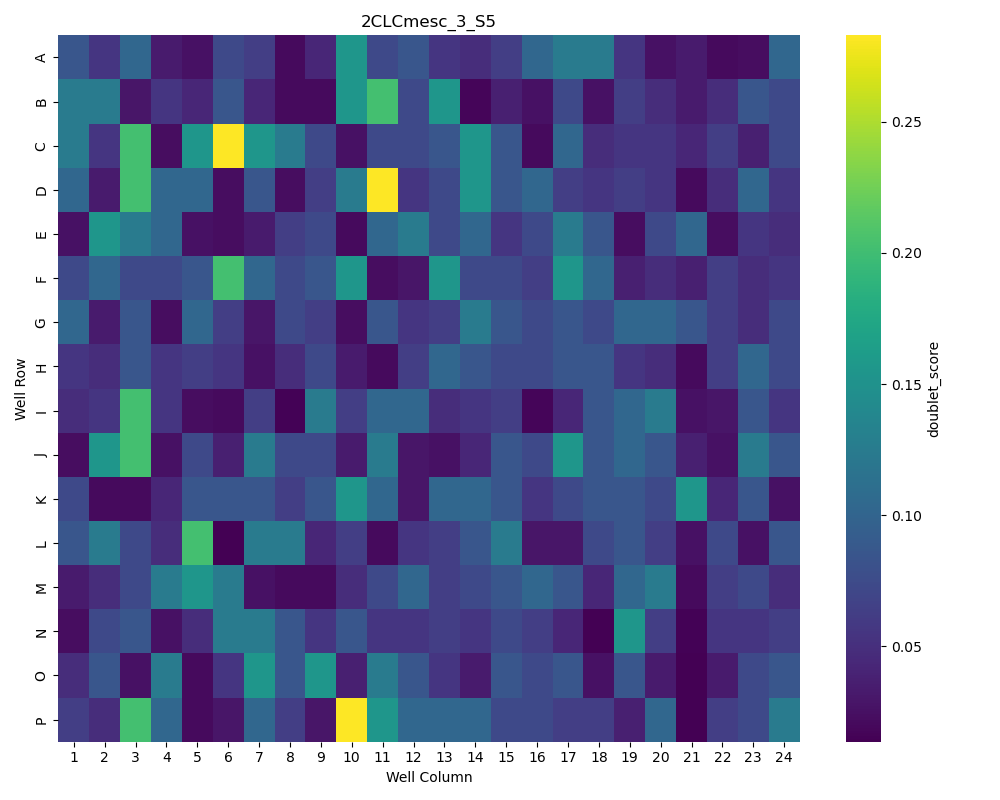 2CLCmesc_3_S5
Well Row
A
B
C
D
E
F
G
H
I
J
K
L
M
N
O
P
1 2 3 4 5 6 7 8 9 10 11 12 13 14 15 16 17 18 19 20 21 22 23 24
Well Column
0.25
0.20
0.15
0.10
0.05
doublet_score